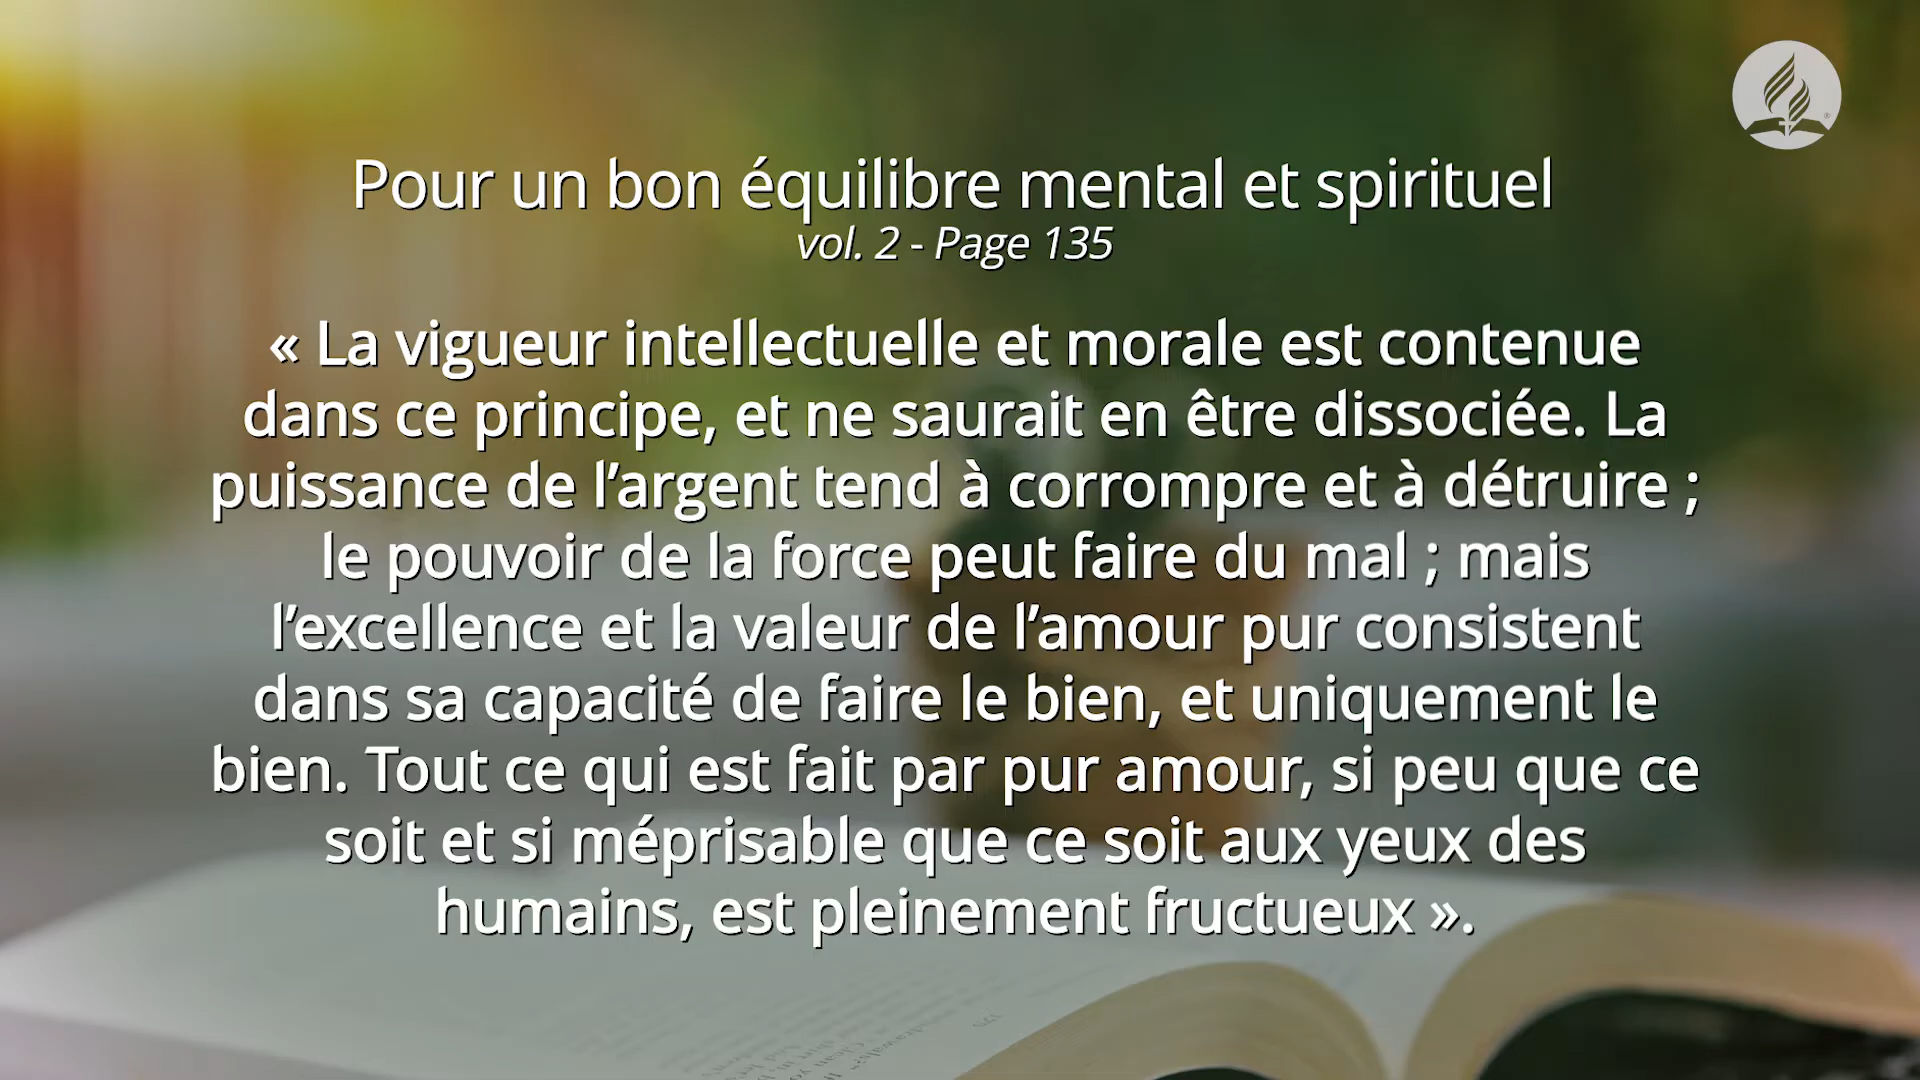 Pour un bon équilibre mental et spirituel
vol. 2 - Page 135
« La vigueur intellectuelle et morale est contenue
dans ce principe, et ne saurait en être dissociée. La
puissance de l’argent tend à corrompre et à détruire ;
le pouvoir de la force peut faire du mal ; mais
l’excellence et la valeur de l’amour pur consistent
dans sa capacité de faire le bien, et uniquement le
bien. Tout ce qui est fait par pur amour, si peu que ce
soit et si méprisable que ce soit aux yeux des
humains, est pleinement fructueux ».